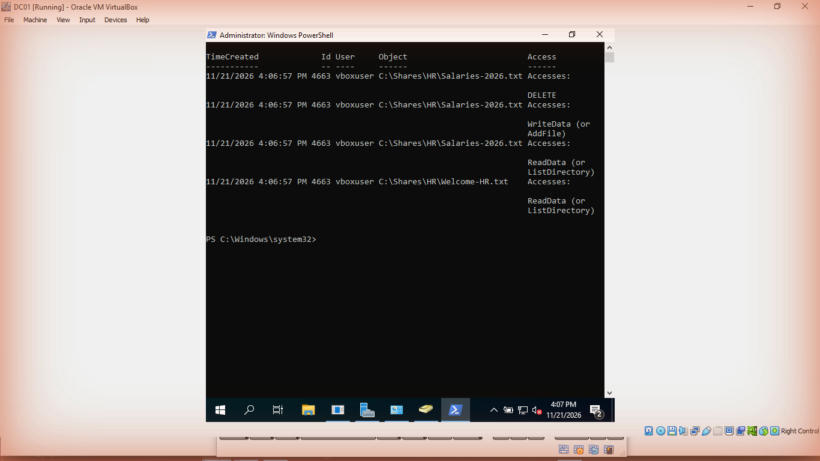 DC01 [Running] - Oracle VM VirtualBox
File Machine View Input Devices Help
Administrator: Windows PowerShell
TimeCreated Id User Object Access
----------- -- ---- ------ ------
11/21/2026 4:06:57 PM 4663 vboxuser C:\Shares\HR\Salaries-2026.txt Accesses:
DELETE
11/21/2026 4:06:57 PM 4663 vboxuser C:\Shares\HR\Salaries-2026.txt Accesses:
WriteData (or
AddFile)
11/21/2026 4:06:57 PM 4663 vboxuser C:\Shares\HR\Salaries-2026.txt Accesses:
ReadData (or
ListDirectory)
11/21/2026 4:06:57 PM 4663 vboxuser C:\Shares\HR\Welcome-HR.txt Accesses:
ReadData (or
ListDirectory)
PS C:\Windows\system32>
4:07 PM
11/21/2026
2
Right Control